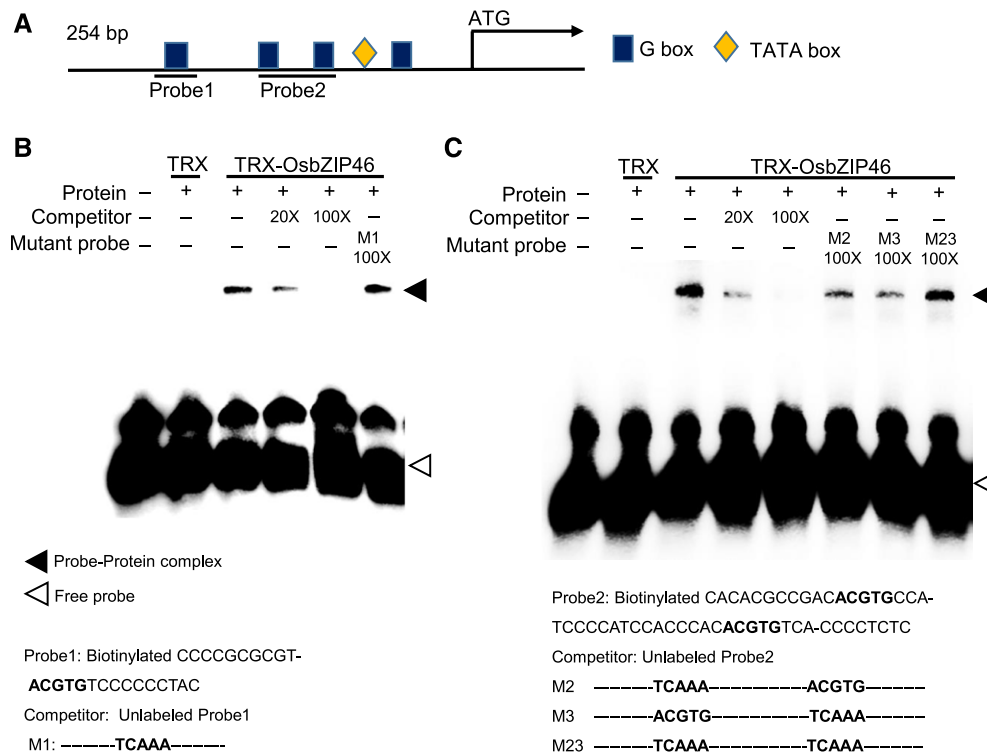 A
254 bp
ATG
G box
TATA box
Probe1
Probe2
B
TRX
TRX-OsbZIP46
Protein – + + + + +
Competitor – – – 20X 100X –
Mutant probe – – – – – M1 100X
Probe-Protein complex
Free probe
Probe1: Biotinylated CCCCGCGCGT-
ACGTGTCCCCCCTAC
Competitor: Unlabeled Probe1
M1: ------TCAAA------
C
TRX
TRX-OsbZIP46
Protein – + + + + + + +
Competitor – – – 20X 100X – – –
Mutant probe – – – – – M2 100X M3 100X M23 100X
Probe2: Biotinylated CACACGCCGACACGTGCCA-
TCCCCATCCACCCACACGTGTCA-CCCCTCTC
Competitor: Unlabeled Probe2
M2 ------TCAAA----------ACGTG------
M3 ------ACGTG----------TCAAA------
M23 ------TCAAA----------TCAAA------